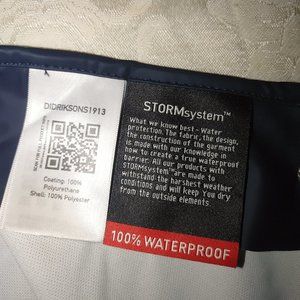 DIDRIKSONS1913
Coating: 100%
Polyurethane
Shell: 100% Polyester
STORMsystem™
What we know best - Water
protection. The fabric, the design,
the construction of the garment
is made with our knowledge in
how to create a true waterproof
barrier. All our products with
STORMsystem™are made to
withstand the harshest weather
conditions and will keep You dry
from the outside elements.
100% WATERPROOF